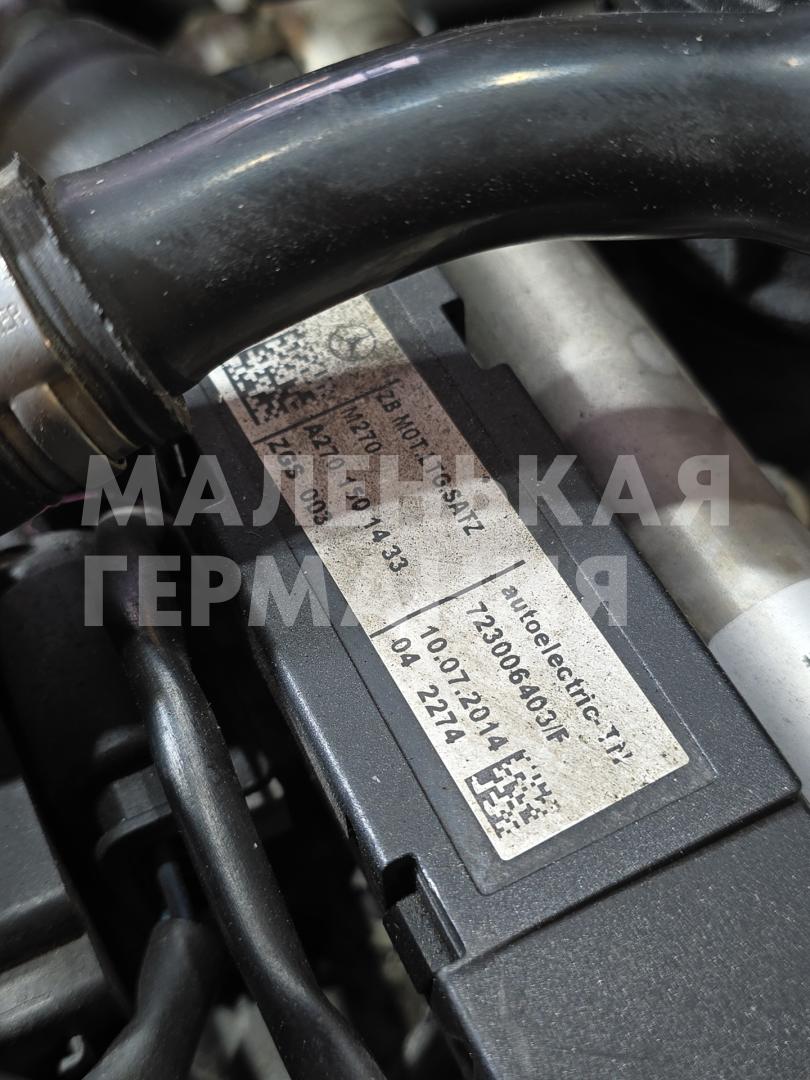 ZB MOT.LTG.SATZ
M270
A270 150 14 33
ZGS 003
autoelectric-TN
723006403/F
10.07.2014
04 2274
МАЛЕНЬКАЯ
ГЕРМАНИЯ